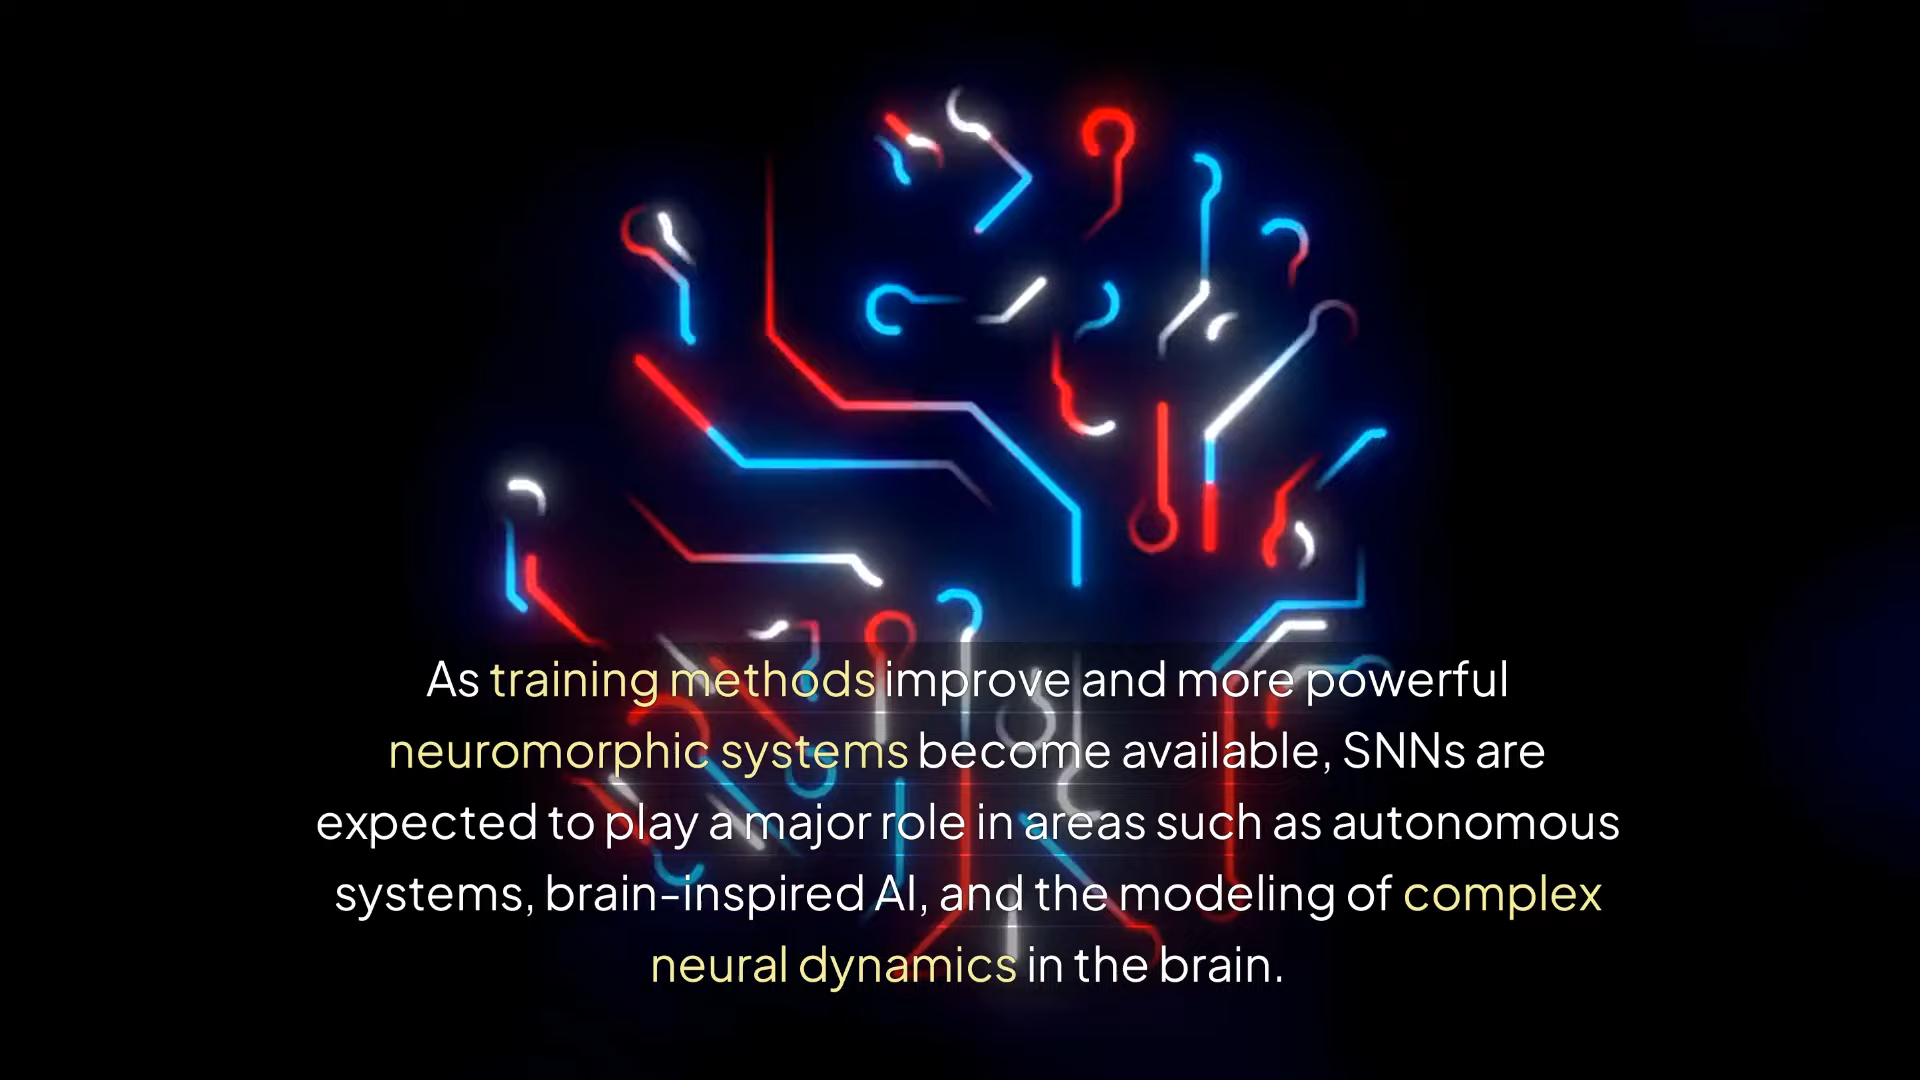 As training methods improve and more powerful
neuromorphic systems become available, SNNs are
expected to play a major role in areas such as autonomous
systems, brain-inspired AI, and the modeling of complex
neural dynamics in the brain.